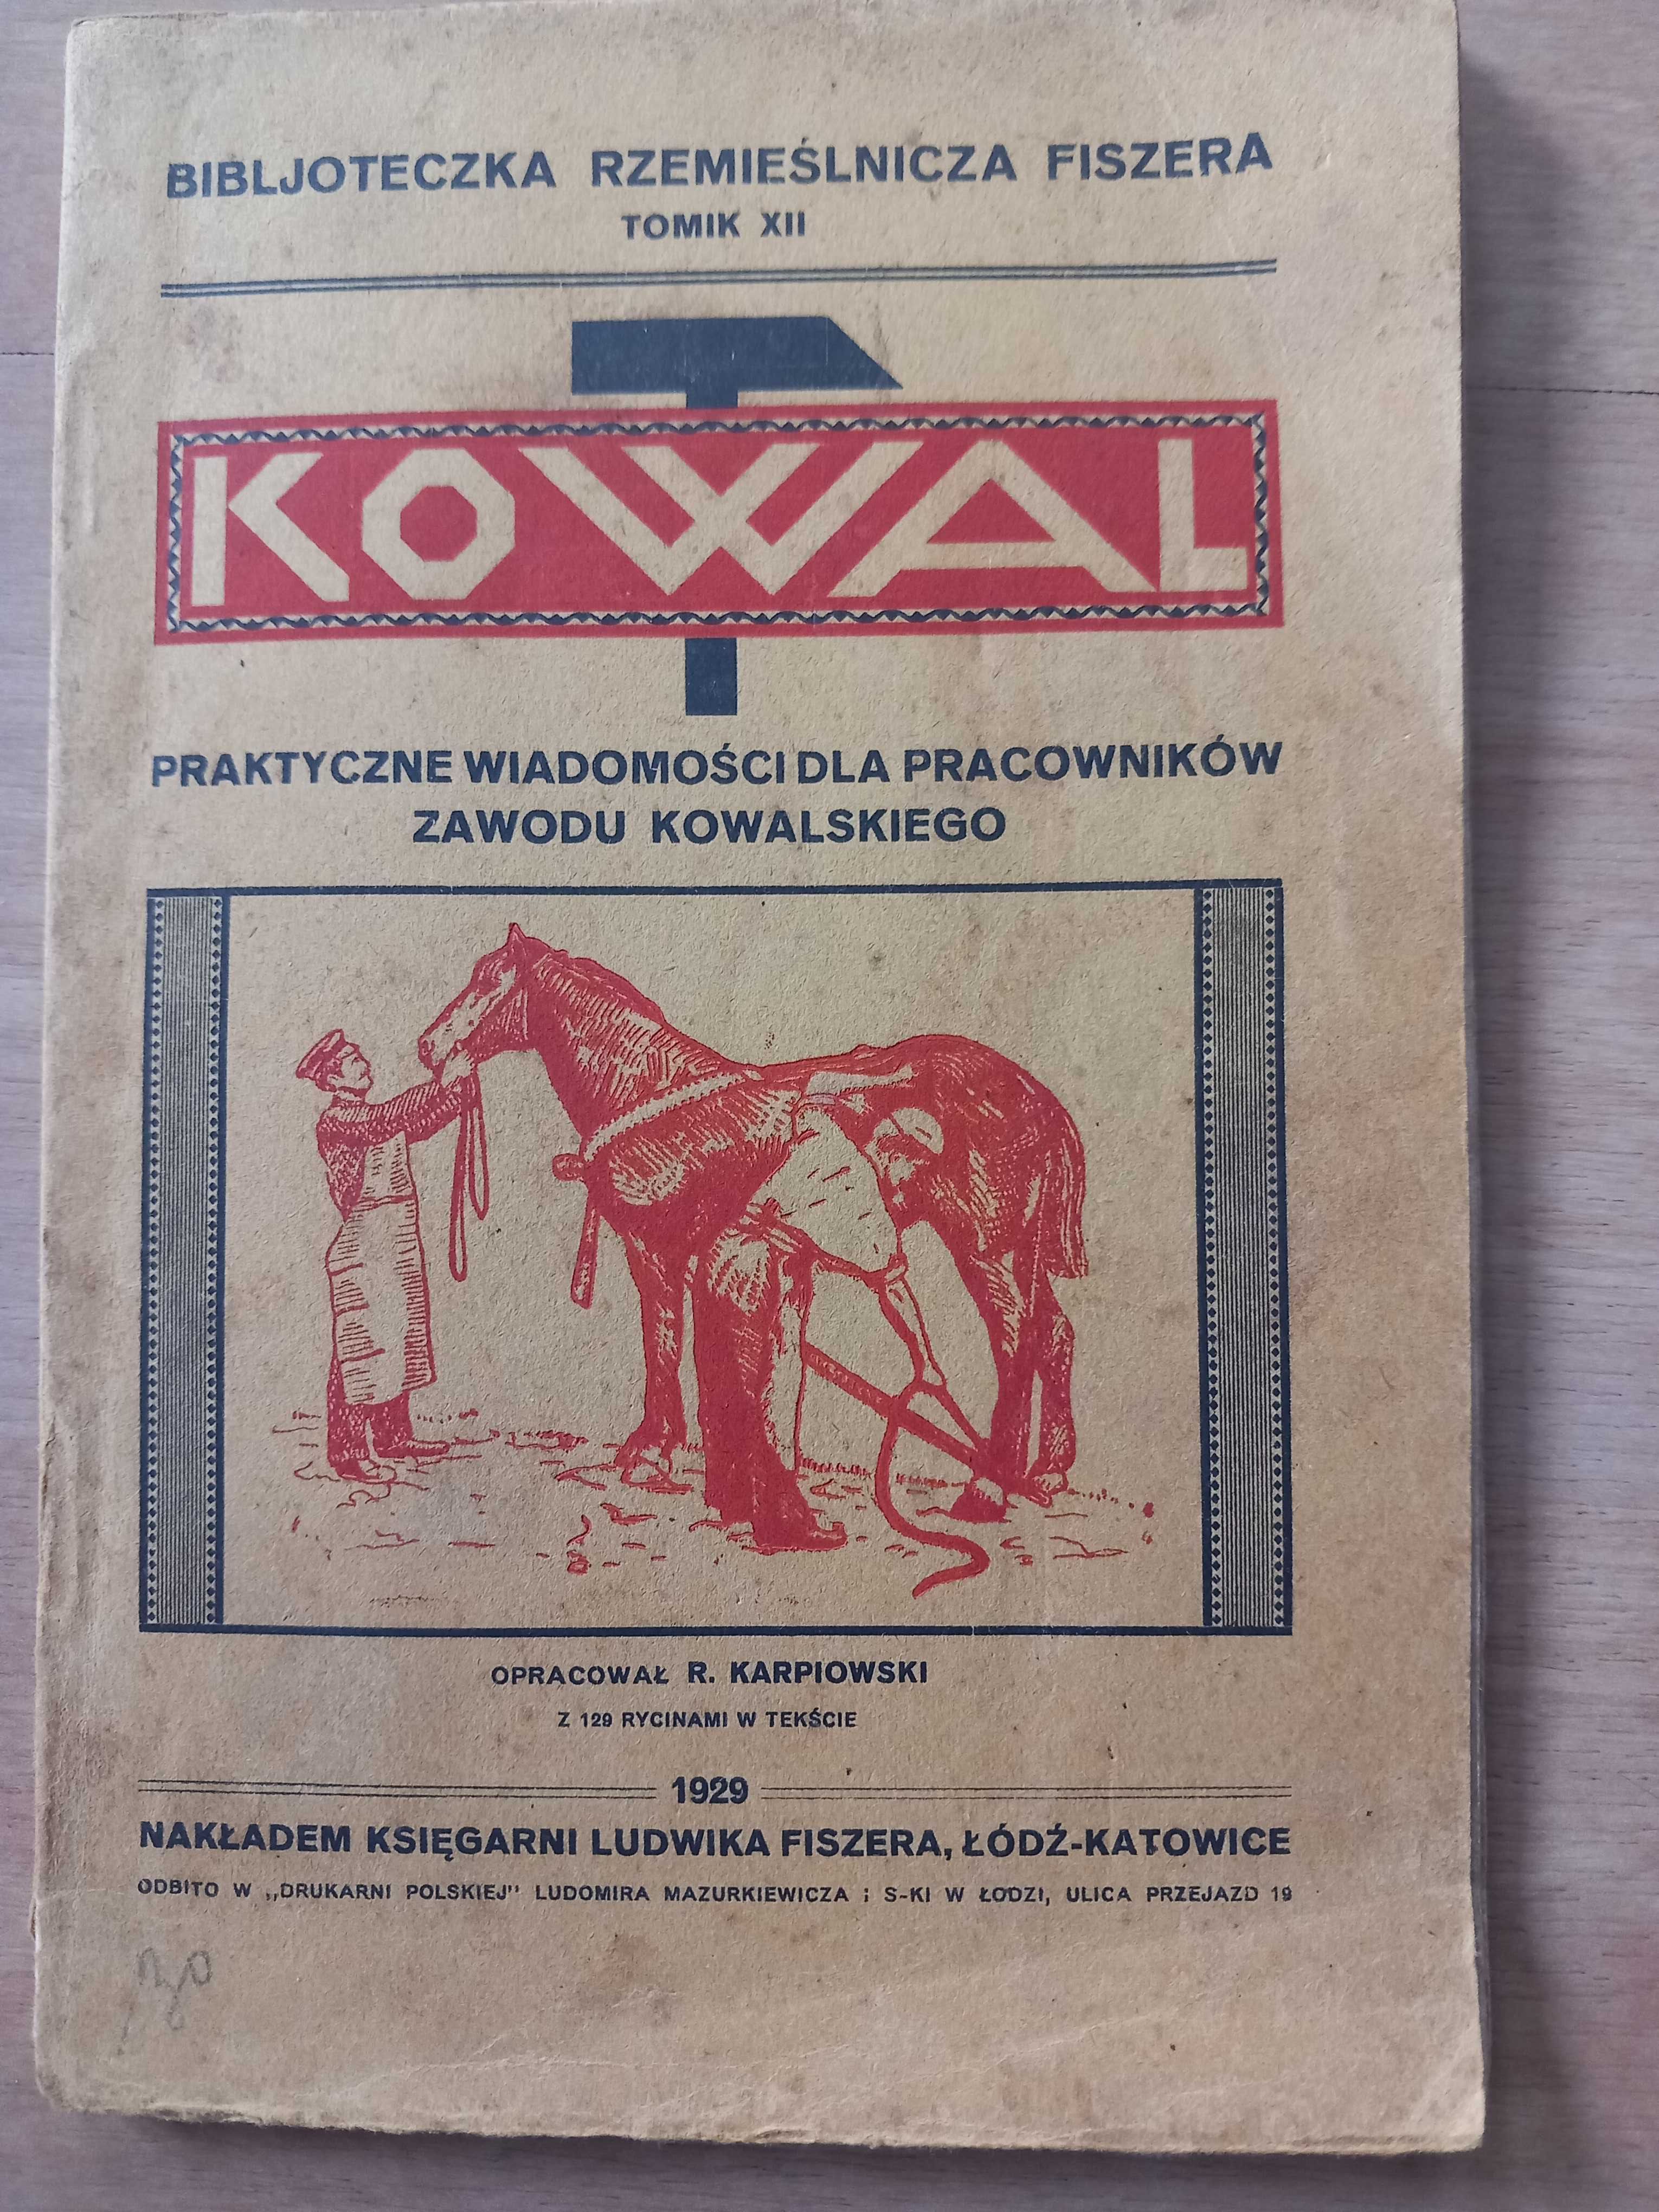 BIBLJOTECZKA RZEMIEŚLNICZA FISZERA
TOMIK XII
KOWAL
PRAKTYCZNE WIADOMOŚCI DLA PRACOWNIKÓW
ZAWODU KOWALSKIEGO
OPRACOWAŁ R. KARPIOWSKI
Z 129 RYCINAMI W TEKŚCIE
1929
NAKŁADEM KSIĘGARNI LUDWIKA FISZERA, ŁÓDŹ-KATOWICE
ODBITO W „DRUKARNI POLSKIEJ" LUDOMIRA MAZURKIEWICZA i S-KI W ŁODZI, ULICA PRZEJAZD 19